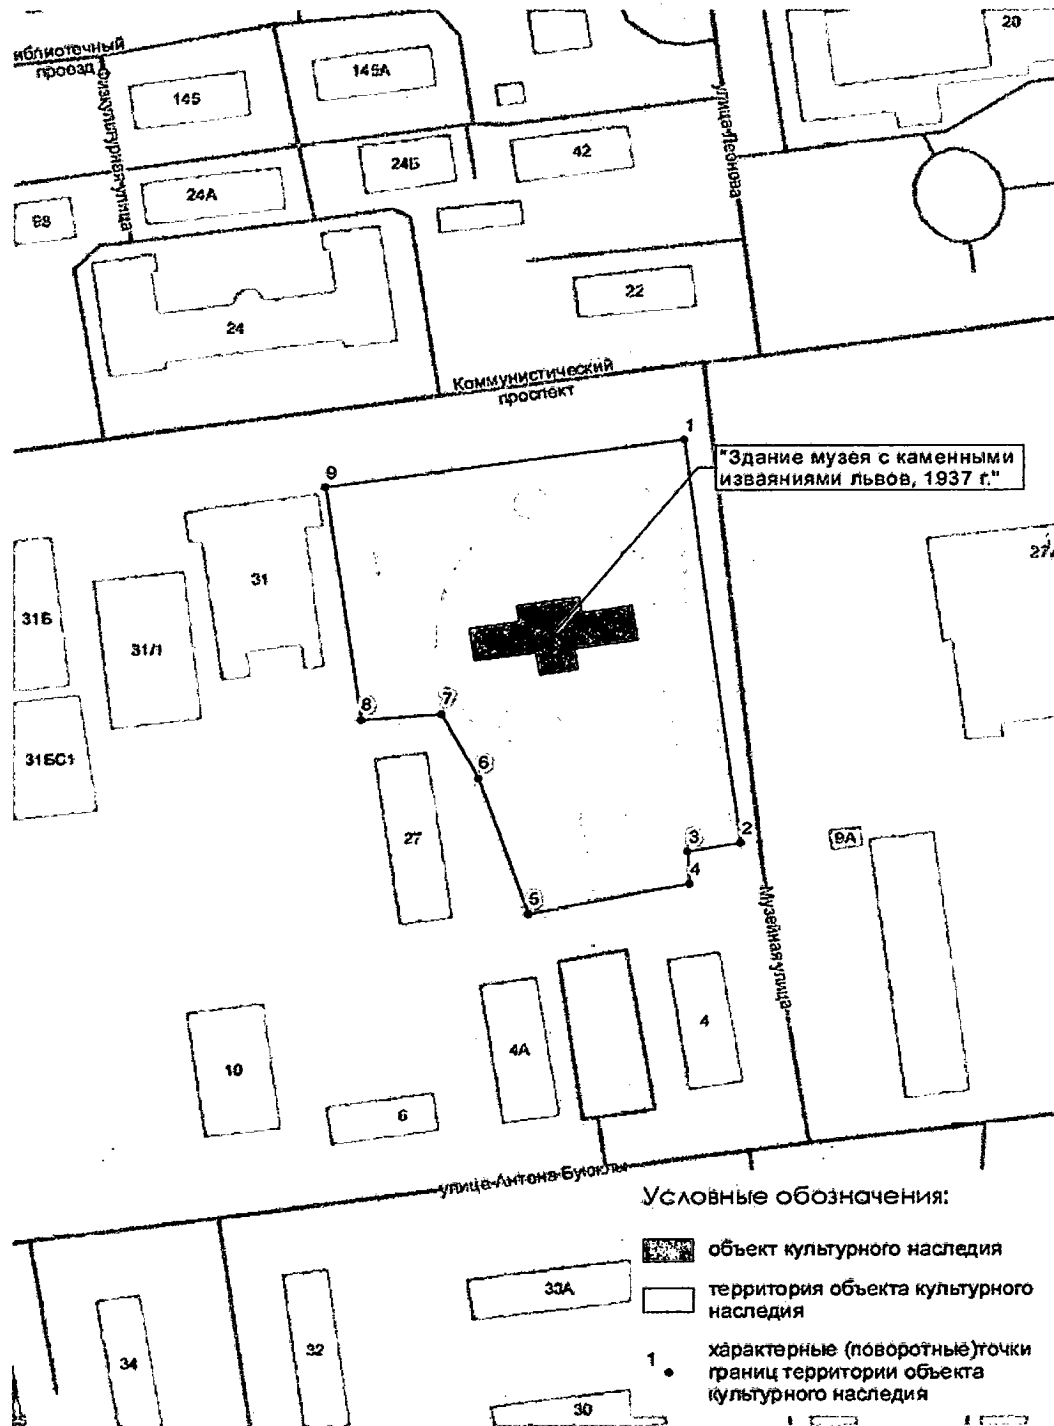 иблиотечный
проезд
20
145А
145
Физкультурная улица
улица Леонова
42
24Б
24А
68
22
24
Коммунистический
проспект
1
9
"Здание музея с каменными
изваяниями львов, 1937 г."
31
31Б
31/1
8
7
6
31БС1
27
3
2
9А
4
5
Музейная улица
4
4А
10
6
улица Антона Буюклы
Условные обозначения:
объект культурного наследия
территория объекта культурного
наследия
1
характерные (поворотные)точки
границ территории объекта
культурного наследия
33А
32
34
30